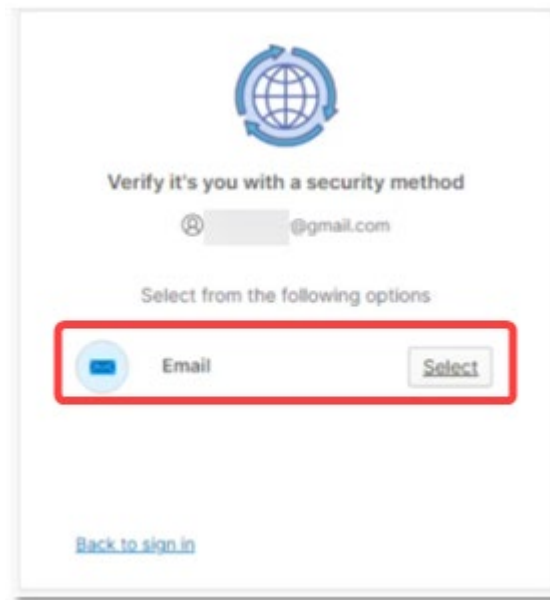 Verify it's you with a security method
@gmail.com
Select from the following options
Email Select
Back to sign in